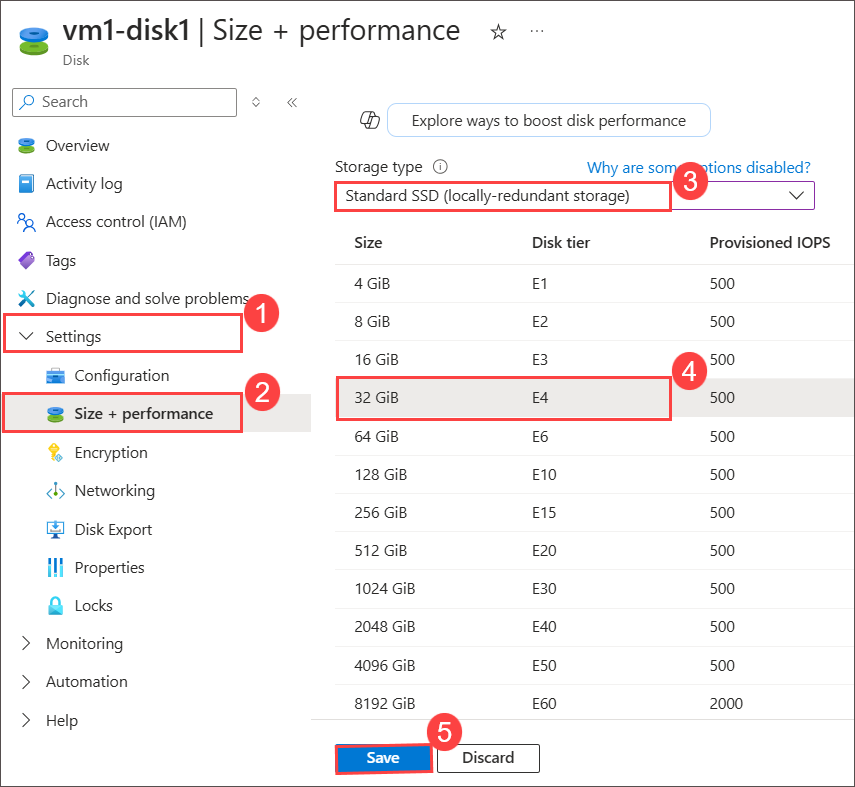 vm1-disk1 | Size + performance
Disk
Search
Overview
Activity log
Access control (IAM)
Tags
Diagnose and solve problems
1
Settings
Configuration
2
Size + performance
Encryption
Networking
Disk Export
Properties
Locks
Monitoring
Automation
Help
Explore ways to boost disk performance
Storage type
Why are some options disabled?
3
Standard SSD (locally-redundant storage)
Size Disk tier Provisioned IOPS
4 GiB E1 500
8 GiB E2 500
16 GiB E3 500
4
32 GiB E4 500
64 GiB E6 500
128 GiB E10 500
256 GiB E15 500
512 GiB E20 500
1024 GiB E30 500
2048 GiB E40 500
4096 GiB E50 500
8192 GiB E60 2000
5
Save Discard